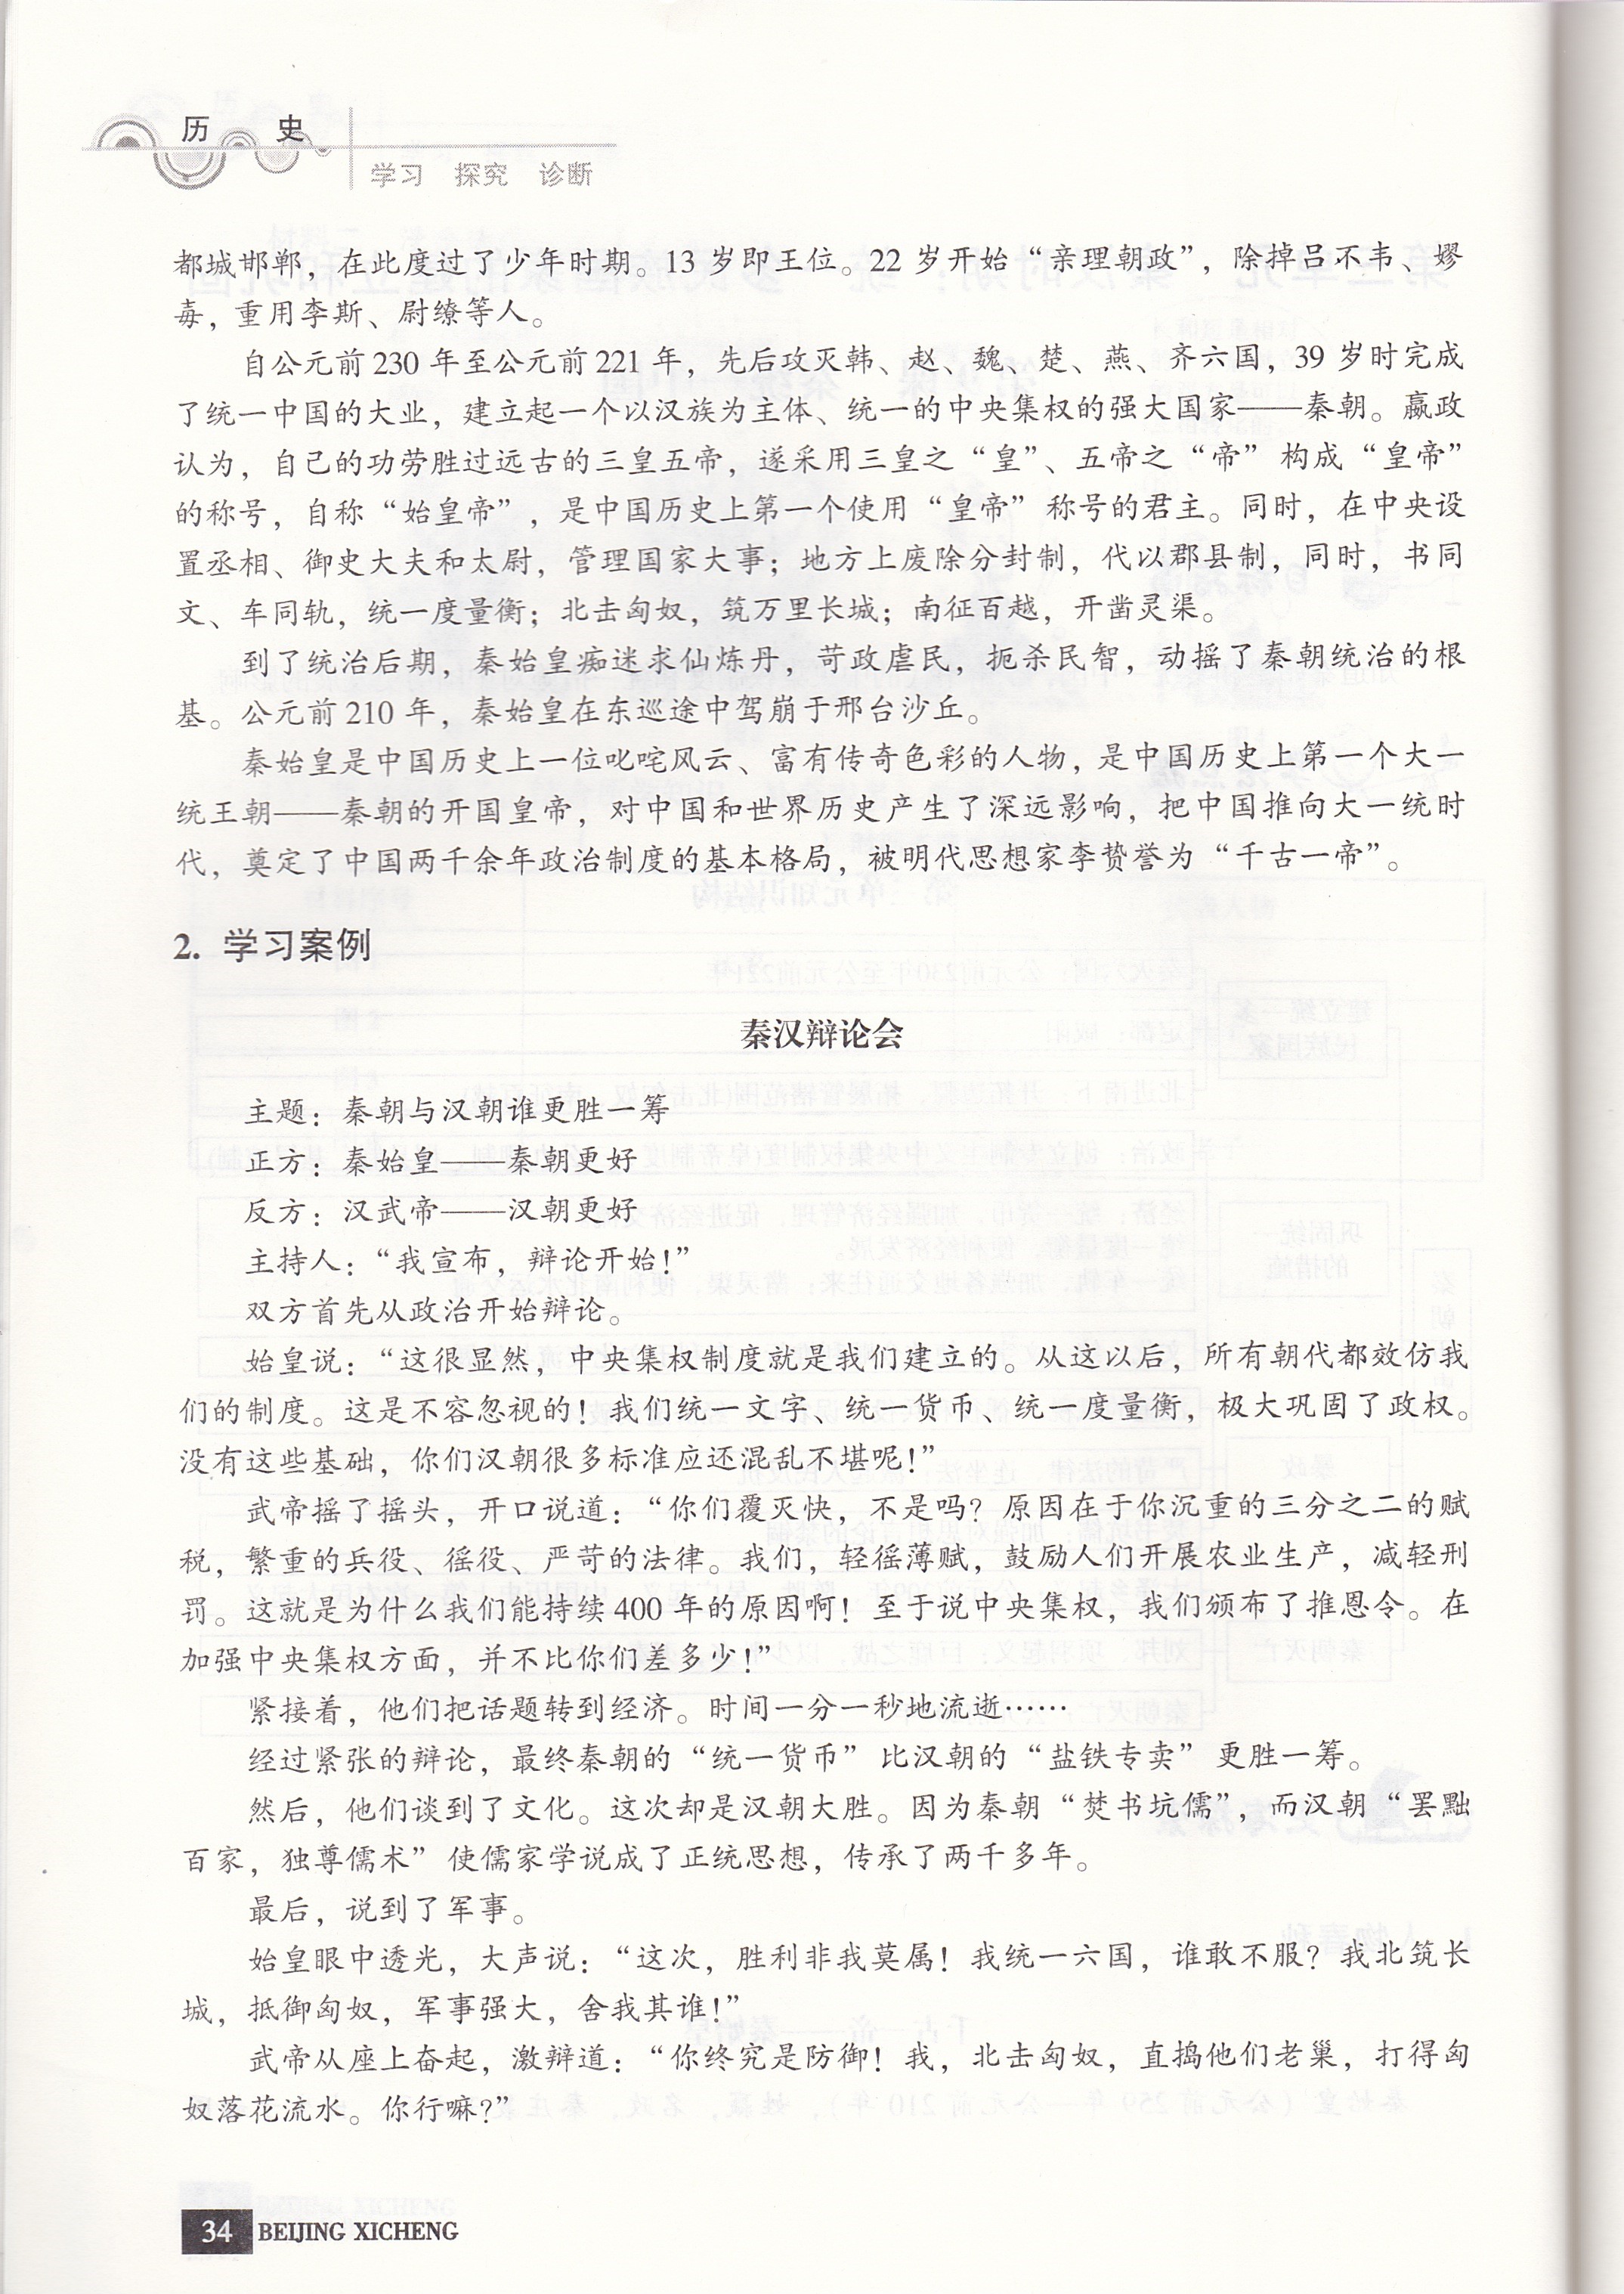 历 史
学习 探究 诊断
都城邯郸，在此度过了少年时期。13 岁即王位。22 岁开始“亲理朝政”，除掉吕不韦、嫪
毐，重用李斯、尉缭等人。
自公元前 230 年至公元前 221 年，先后攻灭韩、赵、魏、楚、燕、齐六国，39 岁时完成
了统一中国的大业，建立起一个以汉族为主体、统一的中央集权的强大国家——秦朝。嬴政
认为，自己的功劳胜过远古的三皇五帝，遂采用三皇之“皇”、五帝之“帝”构成“皇帝”
的称号，自称“始皇帝”，是中国历史上第一个使用“皇帝”称号的君主。同时，在中央设
置丞相、御史大夫和太尉，管理国家大事；地方上废除分封制，代以郡县制，同时，书同
文、车同轨，统一度量衡；北击匈奴，筑万里长城；南征百越，开凿灵渠。
到了统治后期，秦始皇痴迷求仙炼丹，苛政虐民，扼杀民智，动摇了秦朝统治的根
基。公元前 210 年，秦始皇在东巡途中驾崩于邢台沙丘。
秦始皇是中国历史上一位叱咤风云、富有传奇色彩的人物，是中国历史上第一个大一
统王朝——秦朝的开国皇帝，对中国和世界历史产生了深远影响，把中国推向大一统时
代，奠定了中国两千余年政治制度的基本格局，被明代思想家李贽誉为“千古一帝”。
2. 学习案例
秦汉辩论会
主题：秦朝与汉朝谁更胜一筹
正方：秦始皇——秦朝更好
反方：汉武帝——汉朝更好
主持人：“我宣布，辩论开始！”
双方首先从政治开始辩论。
始皇说：“这很显然，中央集权制度就是我们建立的。从这以后，所有朝代都效仿我
们的制度。这是不容忽视的！我们统一文字、统一货币、统一度量衡，极大巩固了政权。
没有这些基础，你们汉朝很多标准应还混乱不堪呢！”
武帝摇了摇头，开口说道：“你们覆灭快，不是吗？原因在于你沉重的三分之二的赋
税，繁重的兵役、徭役、严苛的法律。我们，轻徭薄赋，鼓励人们开展农业生产，减轻刑
罚。这就是为什么我们能持续 400 年的原因啊！至于说中央集权，我们颁布了推恩令。在
加强中央集权方面，并不比你们差多少！”
紧接着，他们把话题转到经济。时间一分一秒地流逝……
经过紧张的辩论，最终秦朝的“统一货币”比汉朝的“盐铁专卖”更胜一筹。
然后，他们谈到了文化。这次却是汉朝大胜。因为秦朝“焚书坑儒”，而汉朝“罢黜
百家，独尊儒术”使儒家学说成了正统思想，传承了两千多年。
最后，说到了军事。
始皇眼中透光，大声说：“这次，胜利非我莫属！我统一六国，谁敢不服？我北筑长
城，抵御匈奴，军事强大，舍我其谁！”
武帝从座上奋起，激辩道：“你终究是防御！我，北击匈奴，直捣他们老巢，打得匈
奴落花流水。你行嘛？”
34 BEIJING XICHENG